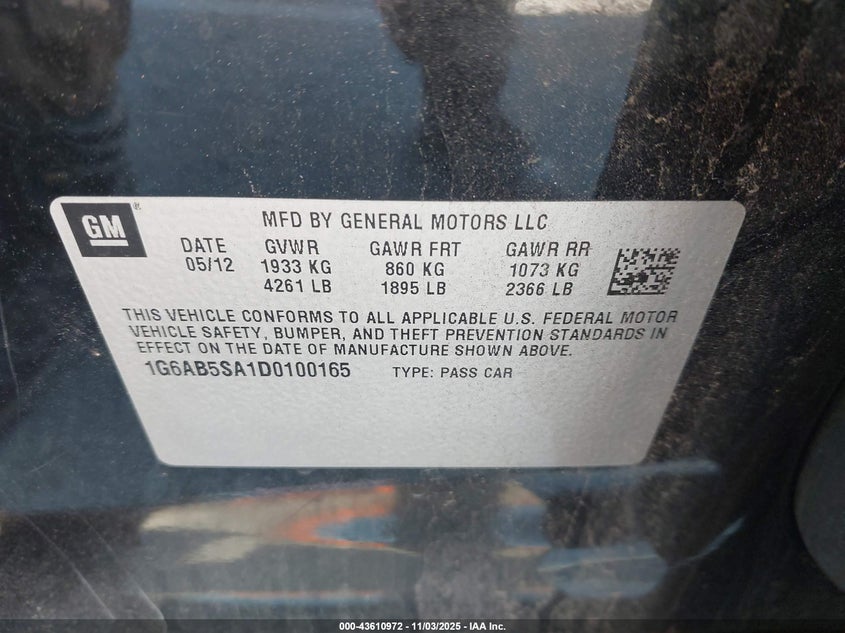 GM ®
MFD BY GENERAL MOTORS LLC
DATE GVWR GAWR FRT GAWR RR
05/12 1933 KG 860 KG 1073 KG
4261 LB 1895 LB 2366 LB
THIS VEHICLE CONFORMS TO ALL APPLICABLE U.S. FEDERAL MOTOR
VEHICLE SAFETY, BUMPER, AND THEFT PREVENTION STANDARDS IN
EFFECT ON THE DATE OF MANUFACTURE SHOWN ABOVE.
1G6AB5SA1D0100165 TYPE: PASS CAR
000-43610972 - 11/03/2025 - IAA Inc.